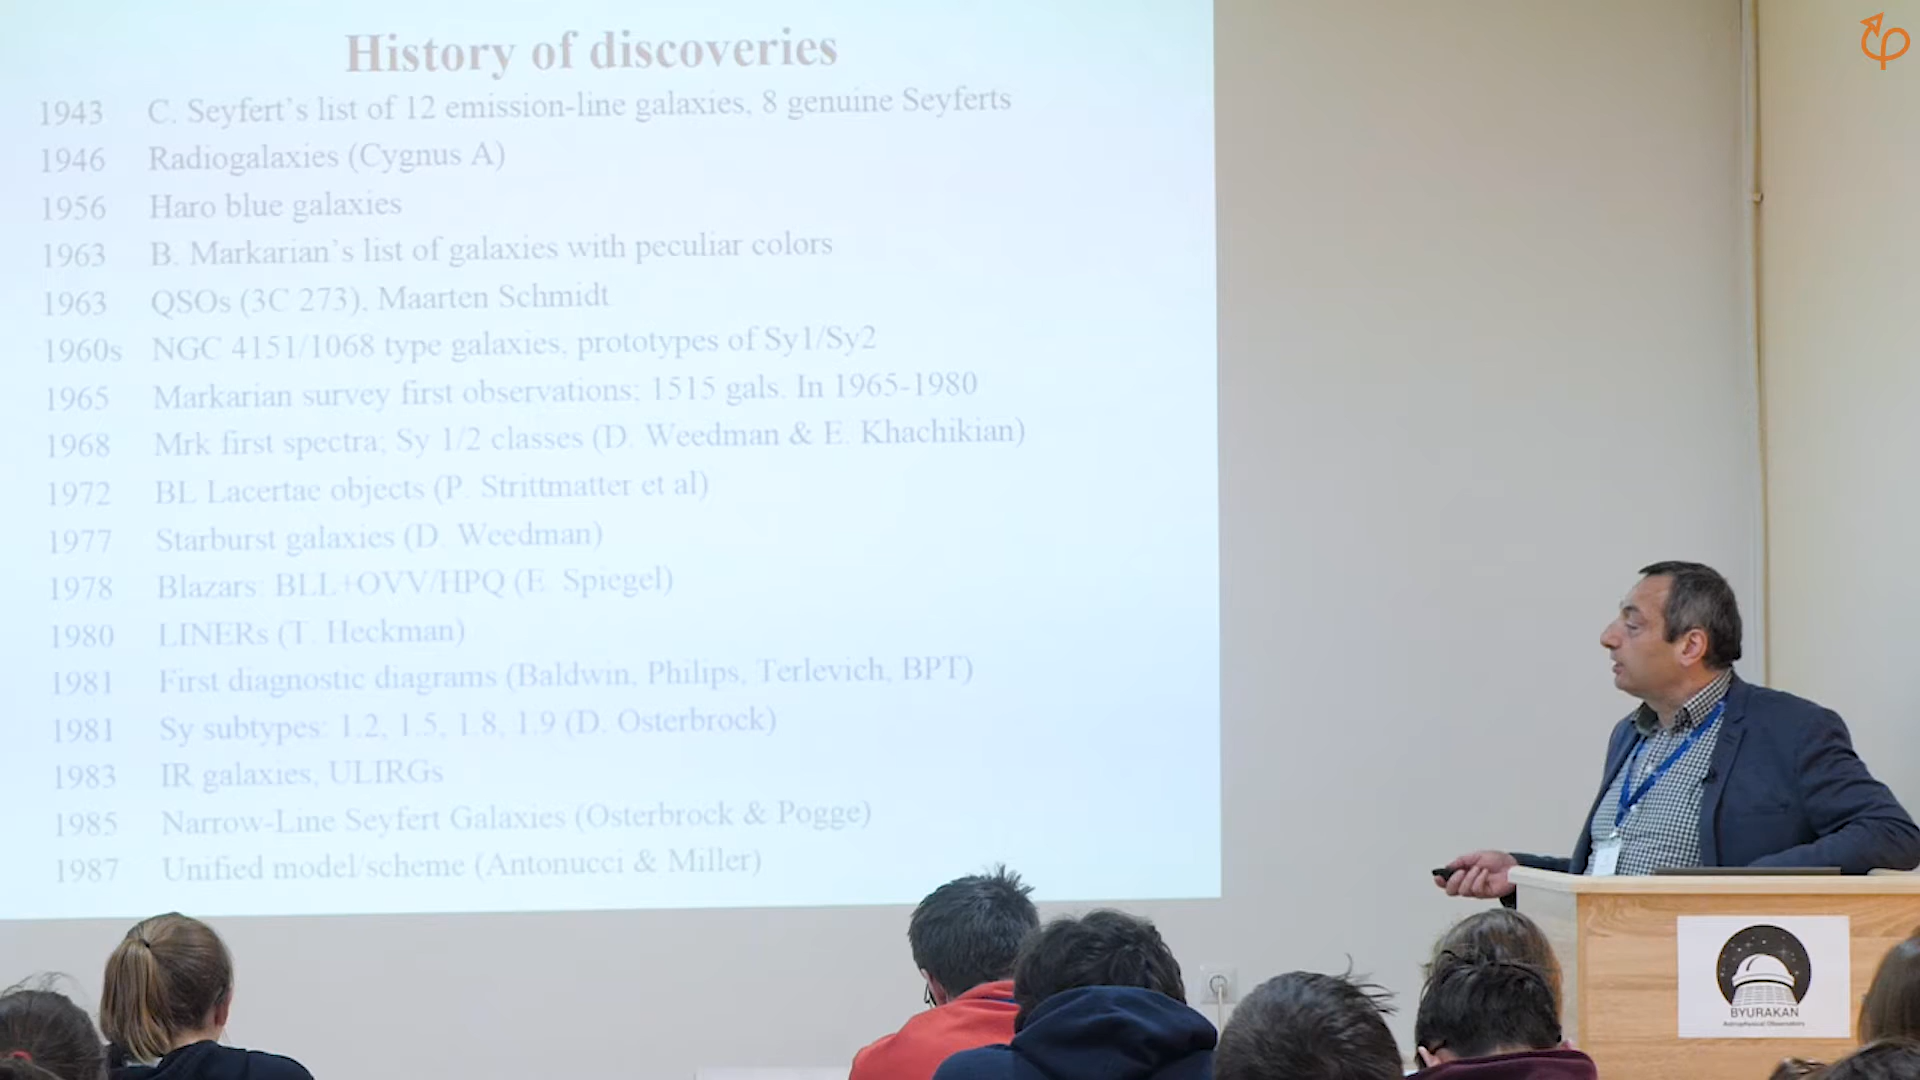 History of discoveries
1943 C. Seyfert's list of 12 emission-line galaxies, 8 genuine Seyferts
1946 Radiogalaxies (Cygnus A)
1956 Haro blue galaxies
1963 B. Markarian's list of galaxies with peculiar colors
1963 QSOs (3C 273), Maarten Schmidt
1960s NGC 4151/1068 type galaxies, prototypes of Sy1/Sy2
1965 Markarian survey first observations; 1515 gals. In 1965-1980
1968 Mrk first spectra; Sy 1/2 classes (D. Weedman & E. Khachikian)
1972 BL Lacertae objects (P. Strittmatter et al)
1977 Starburst galaxies (D. Weedman)
1978 Blazars: BLL+OVV/HPQ (E. Spiegel)
1980 LINERs (T. Heckman)
1981 First diagnostic diagrams (Baldwin, Philips, Terlevich, BPT)
1981 Sy subtypes: 1.2, 1.5, 1.8, 1.9 (D. Osterbrock)
1983 IR galaxies, ULIRGs
1985 Narrow-Line Seyfert Galaxies (Osterbrock & Pogge)
1987 Unified model/scheme (Antonucci & Miller)
BYURAKAN
Astrophysical Observatory